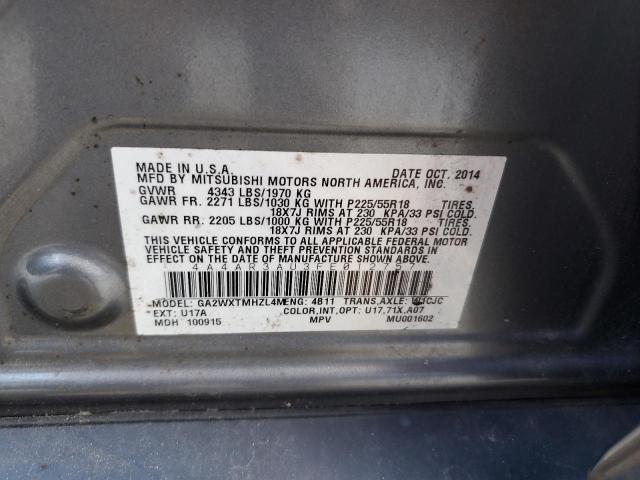 MADE IN U.S.A. DATE OCT. 2014
MFD BY MITSUBISHI MOTORS NORTH AMERICA, INC.
GVWR 4343 LBS/1970 KG
GAWR FR. 2271 LBS/1030 KG WITH P225/55R18 TIRES.
18X7J RIMS AT 230 KPA/33 PSI COLD.
GAWR RR. 2205 LBS/1000 KG WITH P225/55R18 TIRES.
18X7J RIMS AT 230 KPA/33 PSI COLD.
THIS VEHICLE CONFORMS TO ALL APPLICABLE FEDERAL MOTOR
VEHICLE SAFETY AND THEFT PREVENTION STANDARDS IN
EFFECT ON THE DATE OF MANUFACTURE SHOWN ABOVE.
4A4AR3AU3FE012757
MODEL: GA2WXTMHZL4M ENG: 4B11 TRANS,AXLE:
EXT: U17A COLOR,INT,OPT: U17,71X,A07
MDH 100915 MPV MU001602